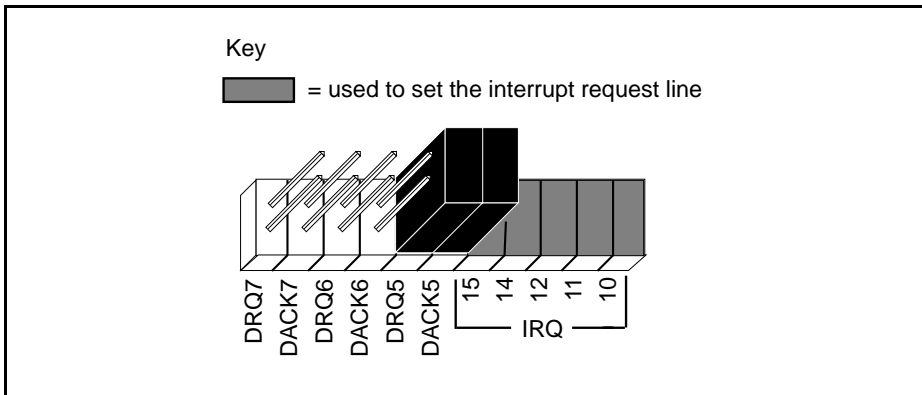 Key
= used to set the interrupt request line
DRQ7
DACK7
DRQ6
DACK6
DRQ5
DACK5
15
14
12
11
10
IRQ